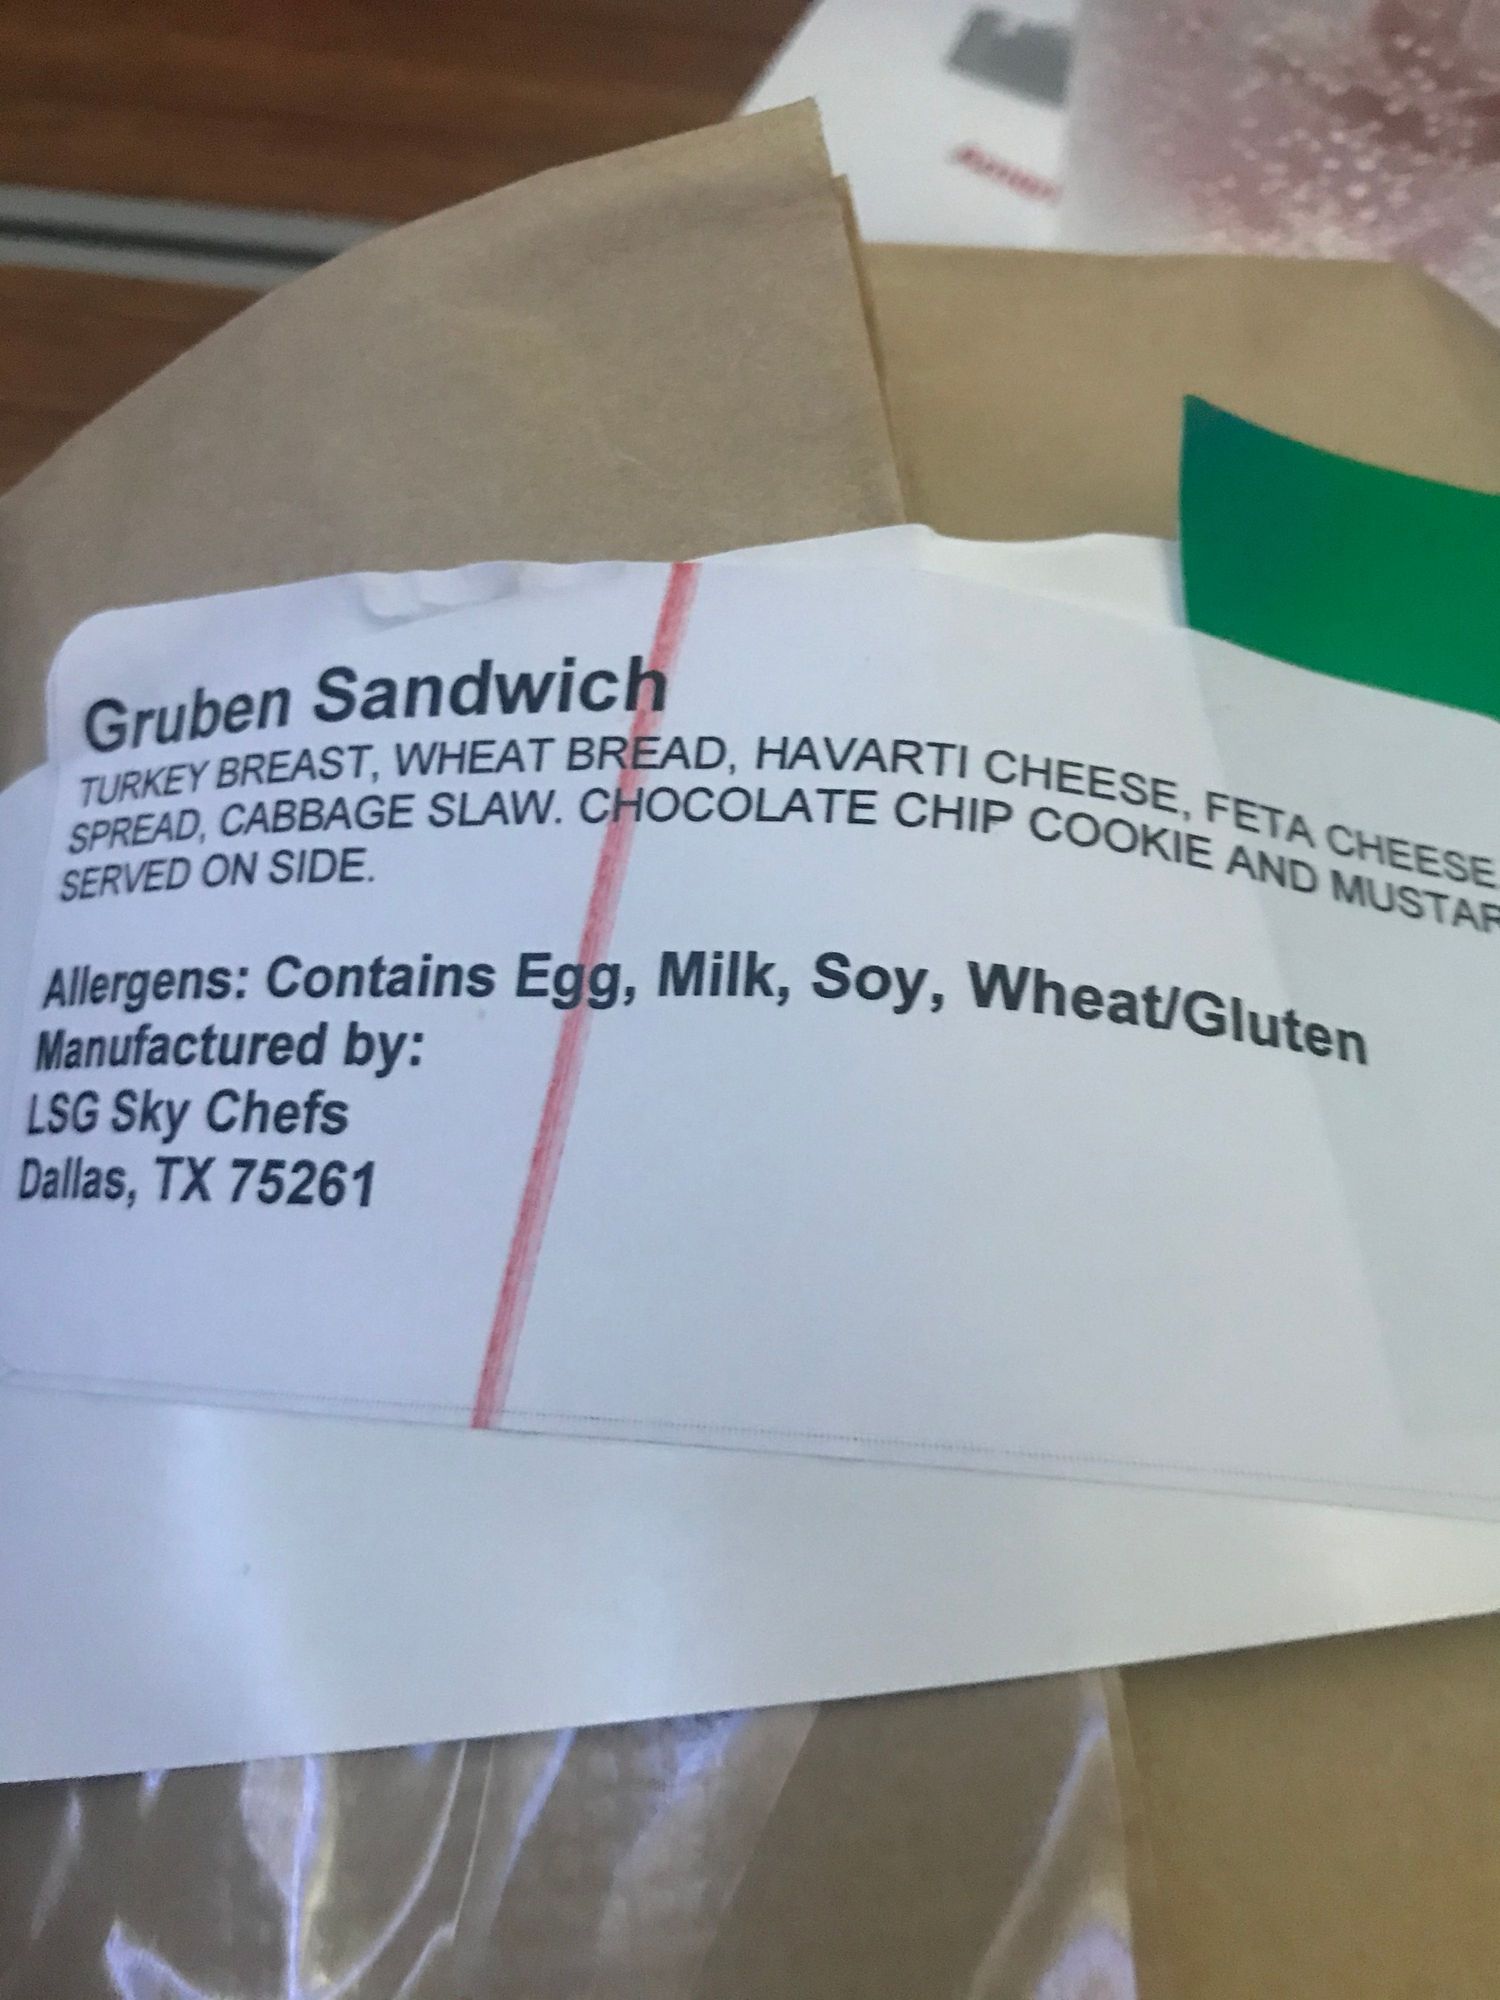 Gruben Sandwich
TURKEY BREAST, WHEAT BREAD, HAVARTI CHEESE, FETA CHEESE
SPREAD, CABBAGE SLAW. CHOCOLATE CHIP COOKIE AND MUSTAR
SERVED ON SIDE.
Allergens: Contains Egg, Milk, Soy, Wheat/Gluten
Manufactured by:
LSG Sky Chefs
Dallas, TX 75261